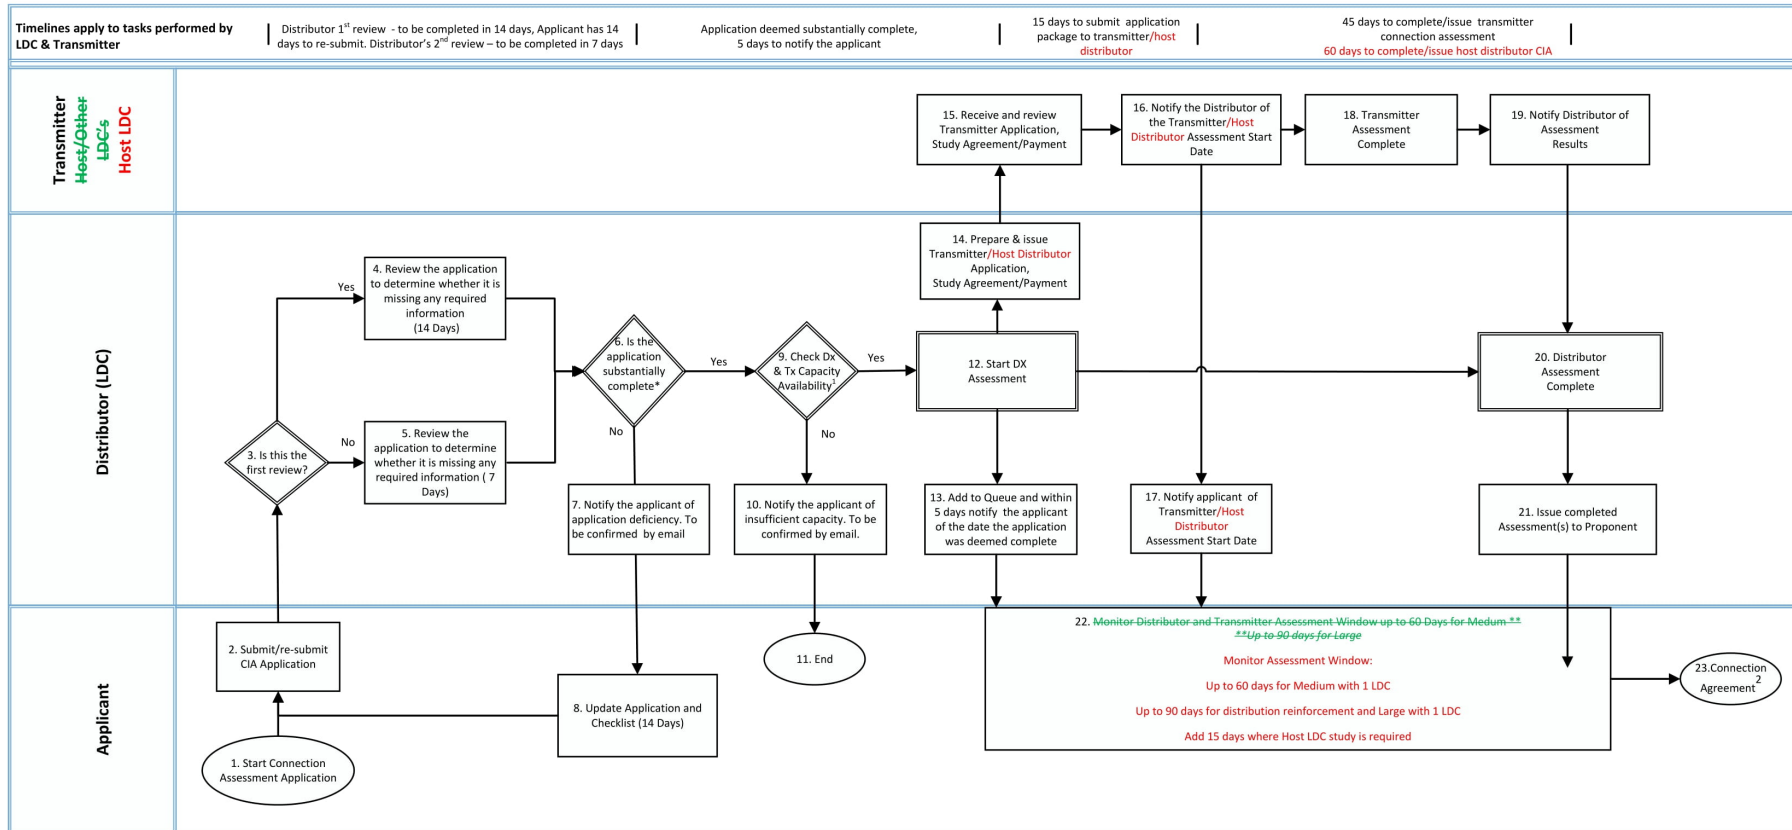 Timelines apply to tasks performed by
LDC & Transmitter
Distributor 1st review - to be completed in 14 days, Applicant has 14
days to re-submit. Distributor's 2nd review – to be completed in 7 days
Application deemed substantially complete,
5 days to notify the applicant
15 days to submit application
package to transmitter/host
distributor
45 days to complete/issue transmitter
connection assessment
60 days to complete/issue host distributor CIA
Transmitter
Host/Other
LDC's
Host LDC
15. Receive and review
Transmitter Application,
Study Agreement/Payment
16. Notify the Distributor of
the Transmitter/Host
Distributor Assessment Start
Date
18. Transmitter
Assessment
Complete
19. Notify Distributor of
Assessment
Results
Distributor (LDC)
14. Prepare & issue
Transmitter/Host Distributor
Application,
Study Agreement/Payment
4. Review the application
to determine whether it is
missing any required
information
(14 Days)
Yes
6. Is the
application
substantially
complete*
Yes
9. Check Dx
& Tx Capacity
Availability1
Yes
12. Start DX
Assessment
20. Distributor
Assessment
Complete
3. Is this the
first review?
No
5. Review the
application to determine
whether it is missing any
required information ( 7
Days)
No
No
7. Notify the applicant of
application deficiency. To
be confirmed by email
10. Notify the applicant of
insufficient capacity. To be
confirmed by email.
13. Add to Queue and within
5 days notify the applicant
of the date the application
was deemed complete
17. Notify applicant of
Transmitter/Host
Distributor
Assessment Start Date
21. Issue completed
Assessment(s) to Proponent
Applicant
2. Submit/re-submit
CIA Application
11. End
8. Update Application and
Checklist (14 Days)
1. Start Connection
Assessment Application
22. Monitor Distributor and Transmitter Assessment Window up to 60 Days for Medum **
**Up to 90 days for Large
Monitor Assessment Window:
Up to 60 days for Medium with 1 LDC
Up to 90 days for distribution reinforcement and Large with 1 LDC
Add 15 days where Host LDC study is required
23.Connection
Agreement2